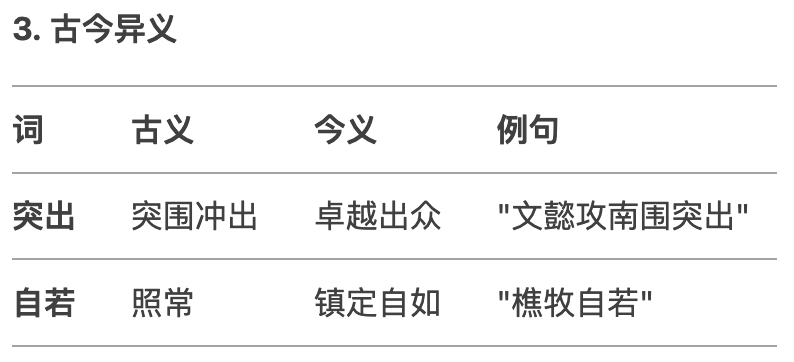 3. 古今异义
词 古义 今义 例句
突出 突围冲出 卓越出众 "文懿攻南围突出"
自若 照常 镇定自如 "樵牧自若"